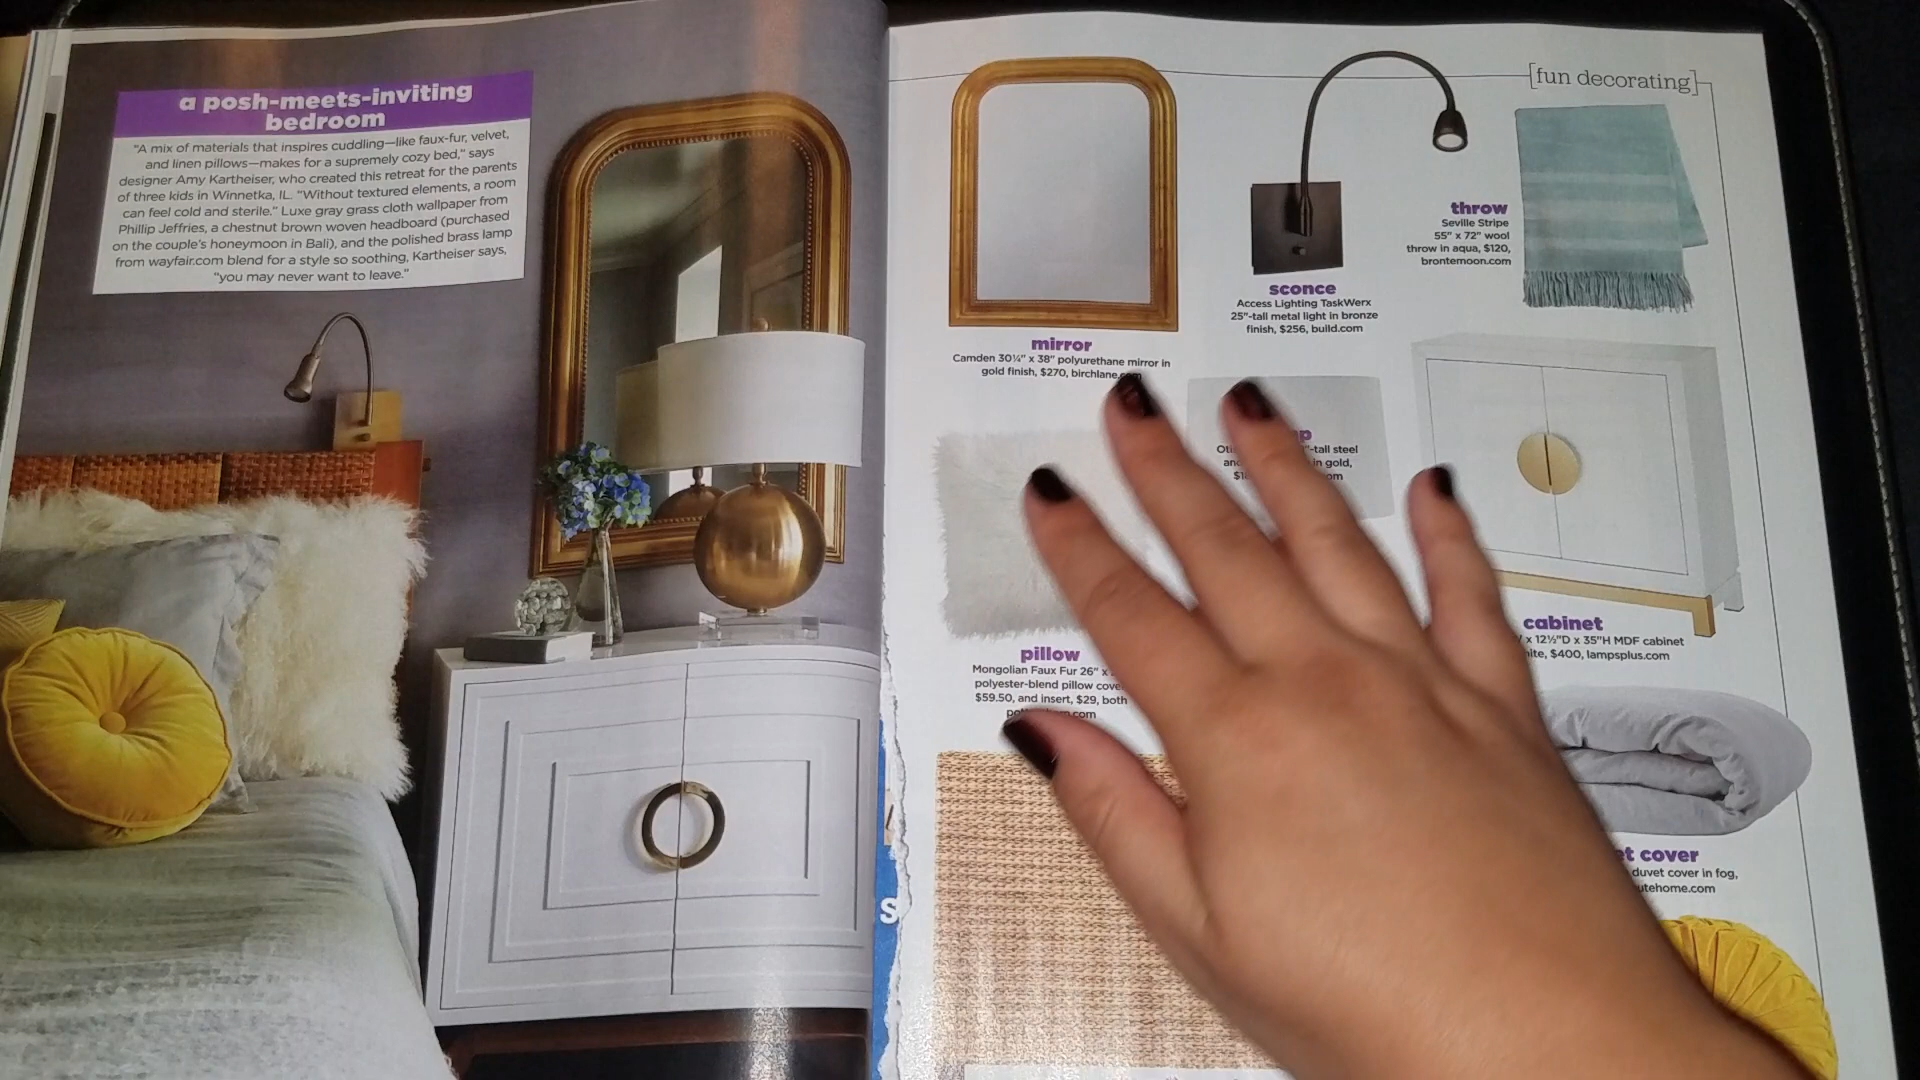 a posh-meets-inviting
bedroom
"A mix of materials that inspires cuddling—like faux-fur, velvet,
and linen pillows—makes for a supremely cozy bed," says
designer Amy Kartheiser, who created this retreat for the parents
of three kids in Winnetka, IL. "Without textured elements, a room
can feel cold and sterile." Luxe gray grass cloth wallpaper from
Phillip Jeffries, a chestnut brown woven headboard (purchased
on the couple's honeymoon in Bali), and the polished brass lamp
from wayfair.com blend for a style so soothing, Kartheiser says,
"you may never want to leave."
[fun decorating]
mirror
Camden 30¼" x 38" polyurethane mirror in
gold finish, $270, birchlane.com
sconce
Access Lighting TaskWerx
25"-tall metal light in bronze
finish, $256, build.com
throw
Seville Stripe
55" x 72" wool
throw in aqua, $120,
brontemoon.com
-tall steel
in gold,
cabinet
x 12½"D x 35"H MDF cabinet
$400, lampsplus.com
pillow
Mongolian Faux Fur 26" x
polyester-blend pillow cover
$59.50, and insert, $29, both
cover
duvet cover in fog,
S